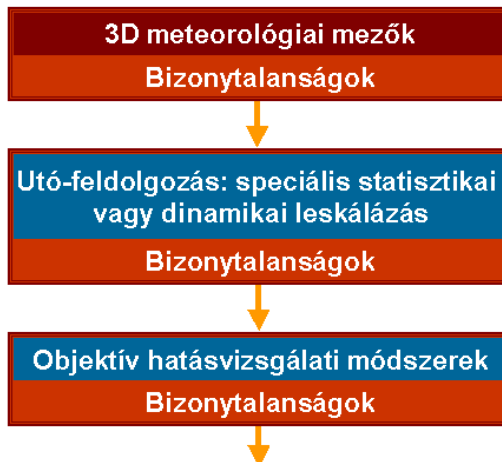 3D meteorológiai mezők
Bizonytalanságok
Utó-feldolgozás: speciális statisztikai
vagy dinamikai leskálázás
Bizonytalanságok
Objektív hatásvizsgálati módszerek
Bizonytalanságok